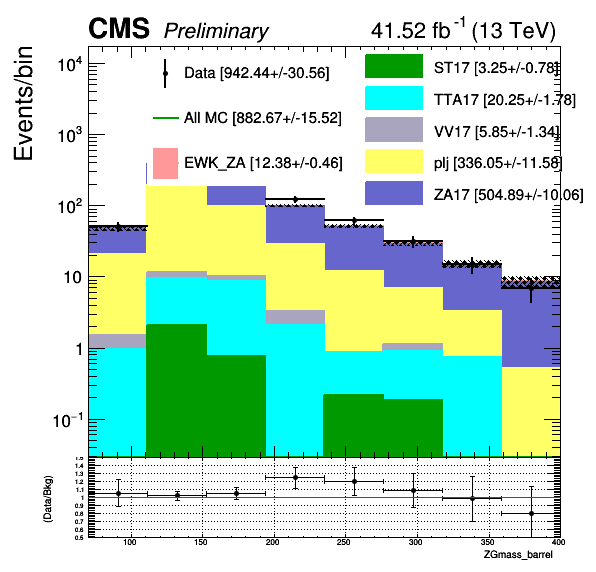 CMS Preliminary 41.52 fb⁻¹ (13 TeV)
Events/bin
10⁴
10³
10²
10
1
10⁻¹
Data [942.44+/-30.56]
All MC [882.67+/-15.52]
EWK_ZA [12.38+/-0.46]
ST17 [3.25+/-0.78]
TTA17 [20.25+/-1.78]
VV17 [5.85+/-1.34]
plj [336.05+/-11.58]
ZA17 [504.89+/-10.06]
(Data/Bkg)
1.5
1.4
1.3
1.2
1.1
1
0.9
0.8
0.7
0.6
0.5
100 150 200 250 300 350 400
ZGmass_barrel